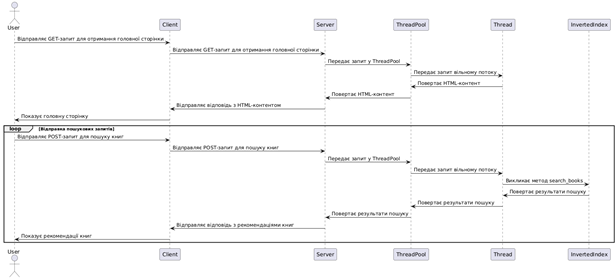 User
Client
Server
ThreadPool
Thread
InvertedIndex
Відправляє GET-запит для отримання головної сторінки
Відправляє GET-запит для отримання головної сторінки
Передає запит у ThreadPool
Передає запит вільному потоку
Повертає HTML-контент
Повертає HTML-контент
Відправляє відповідь з HTML-контентом
Показує головну сторінку
loop [Відправка пошукових запитів]
Відправляє POST-запит для пошуку книг
Відправляє POST-запит для пошуку книг
Передає запит у ThreadPool
Передає запит вільному потоку
Викликає метод search_books
Повертає результати пошуку
Повертає результати пошуку
Повертає результати пошуку
Відправляє відповідь з рекомендаціями книг
Показує рекомендації книг
User
Client
Server
ThreadPool
Thread
InvertedIndex